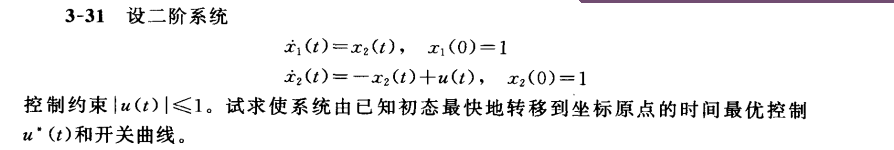 3-31 设二阶系统
ẋ₁(t)=x₂(t), x₁(0)=1
ẋ₂(t)=-x₂(t)+u(t), x₂(0)=1
控制约束|u(t)|≤1。试求使系统由已知初态最快地转移到坐标原点的时间最优控制
u*(t)和开关曲线。